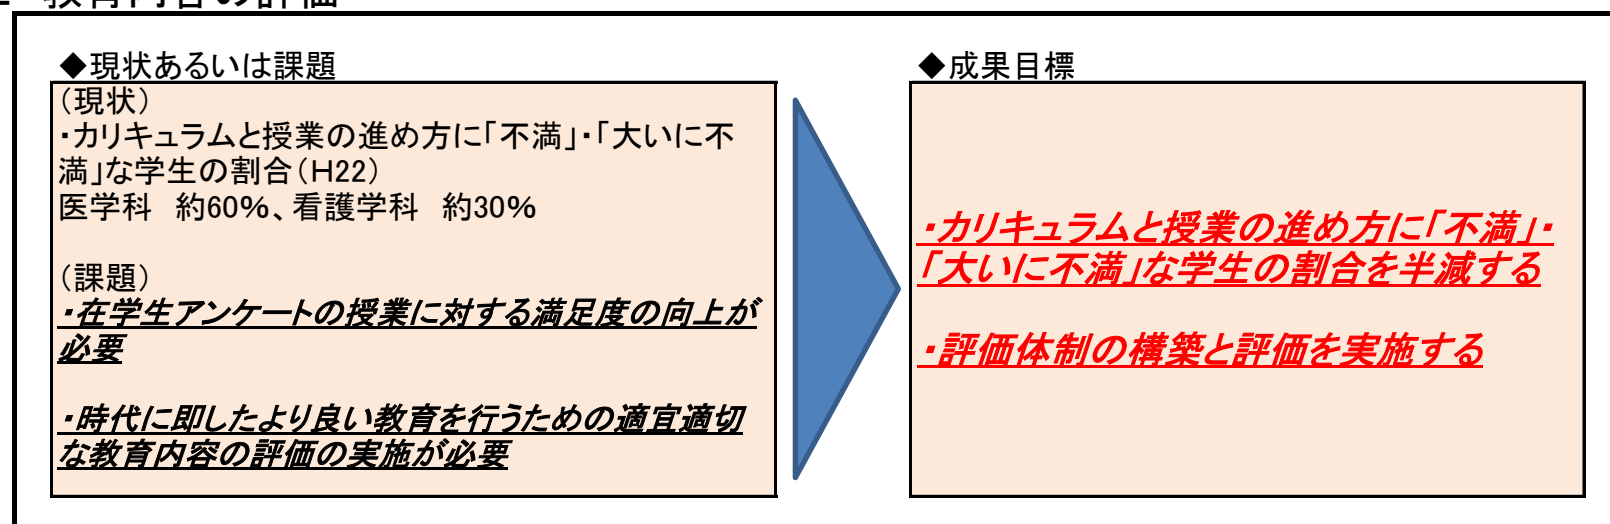 教育内容の評価
◆現状あるいは課題
（現状）
・カリキュラムと授業の進め方に「不満」・「大いに不
満」な学生の割合（H22）
医学科　約60％、看護学科　約30％
（課題）
・在学生アンケートの授業に対する満足度の向上が
必要
・時代に即したより良い教育を行うための適宜適切
な教育内容の評価の実施が必要
◆成果目標
・カリキュラムと授業の進め方に「不満」・
「大いに不満」な学生の割合を半減する
・評価体制の構築と評価を実施する